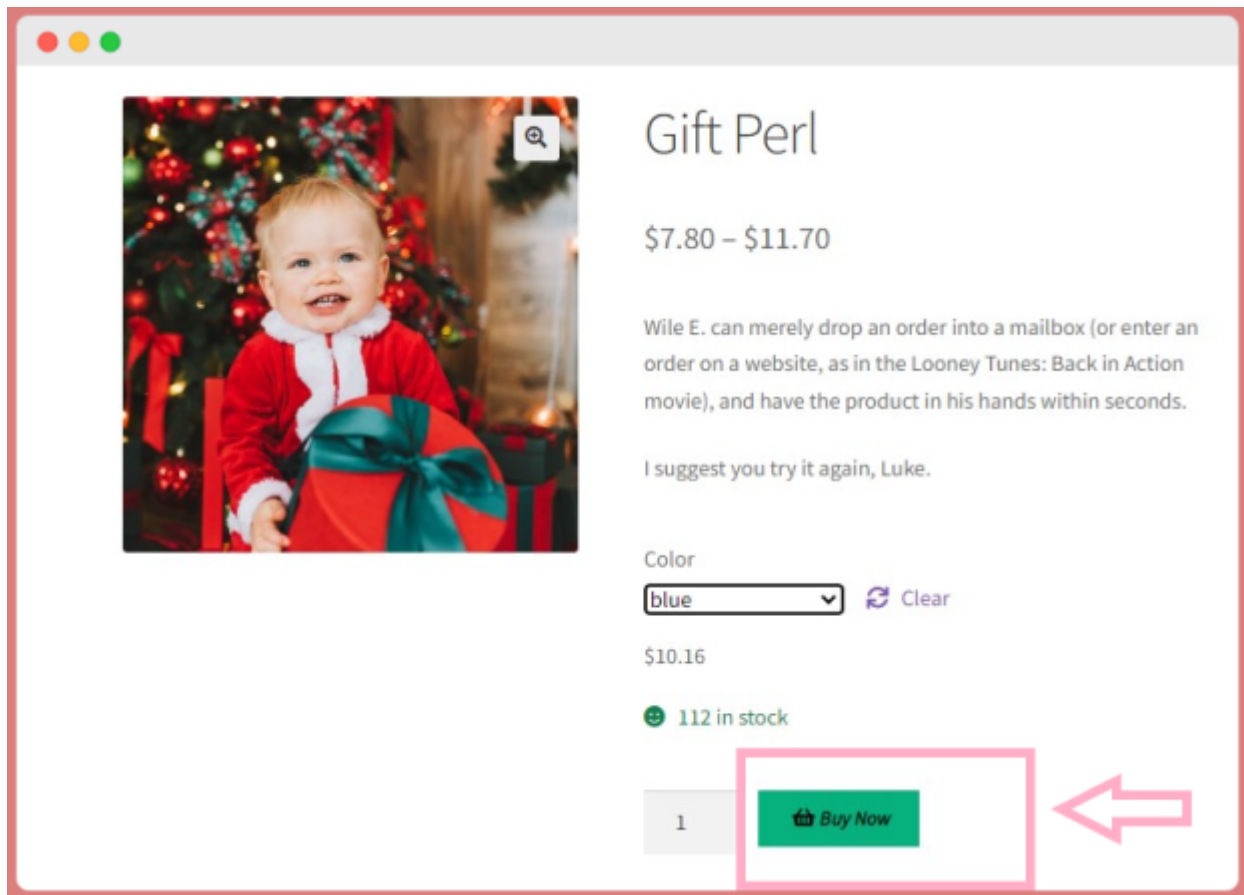 Gift Perl
$7.80 – $11.70
Wile E. can merely drop an order into a mailbox (or enter an
order on a website, as in the Looney Tunes: Back in Action
movie), and have the product in his hands within seconds.
I suggest you try it again, Luke.
Color
blue
Clear
$10.16
112 in stock
1
Buy Now